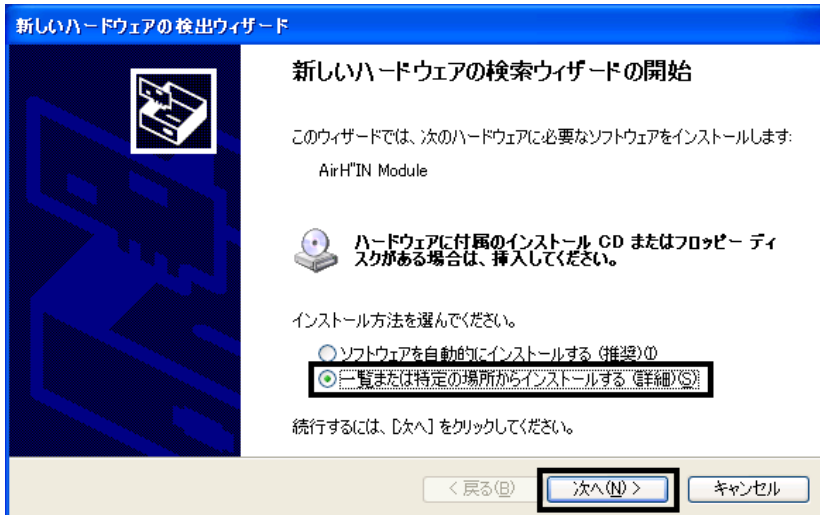 新しいハードウェアの検出ウィザード
新しいハードウェアの検索ウィザードの開始
このウィザードでは、次のハードウェアに必要なソフトウェアをインストールします:
AirH"IN Module
ハードウェアに付属のインストール CD またはフロッピー ディ
スクがある場合は、挿入してください。
インストール方法を選んでください。
ソフトウェアを自動的にインストールする (推奨)(I)
一覧または特定の場所からインストールする (詳細)(S)
続行するには、[次へ] をクリックしてください。
< 戻る(B)
次へ(N) >
キャンセル